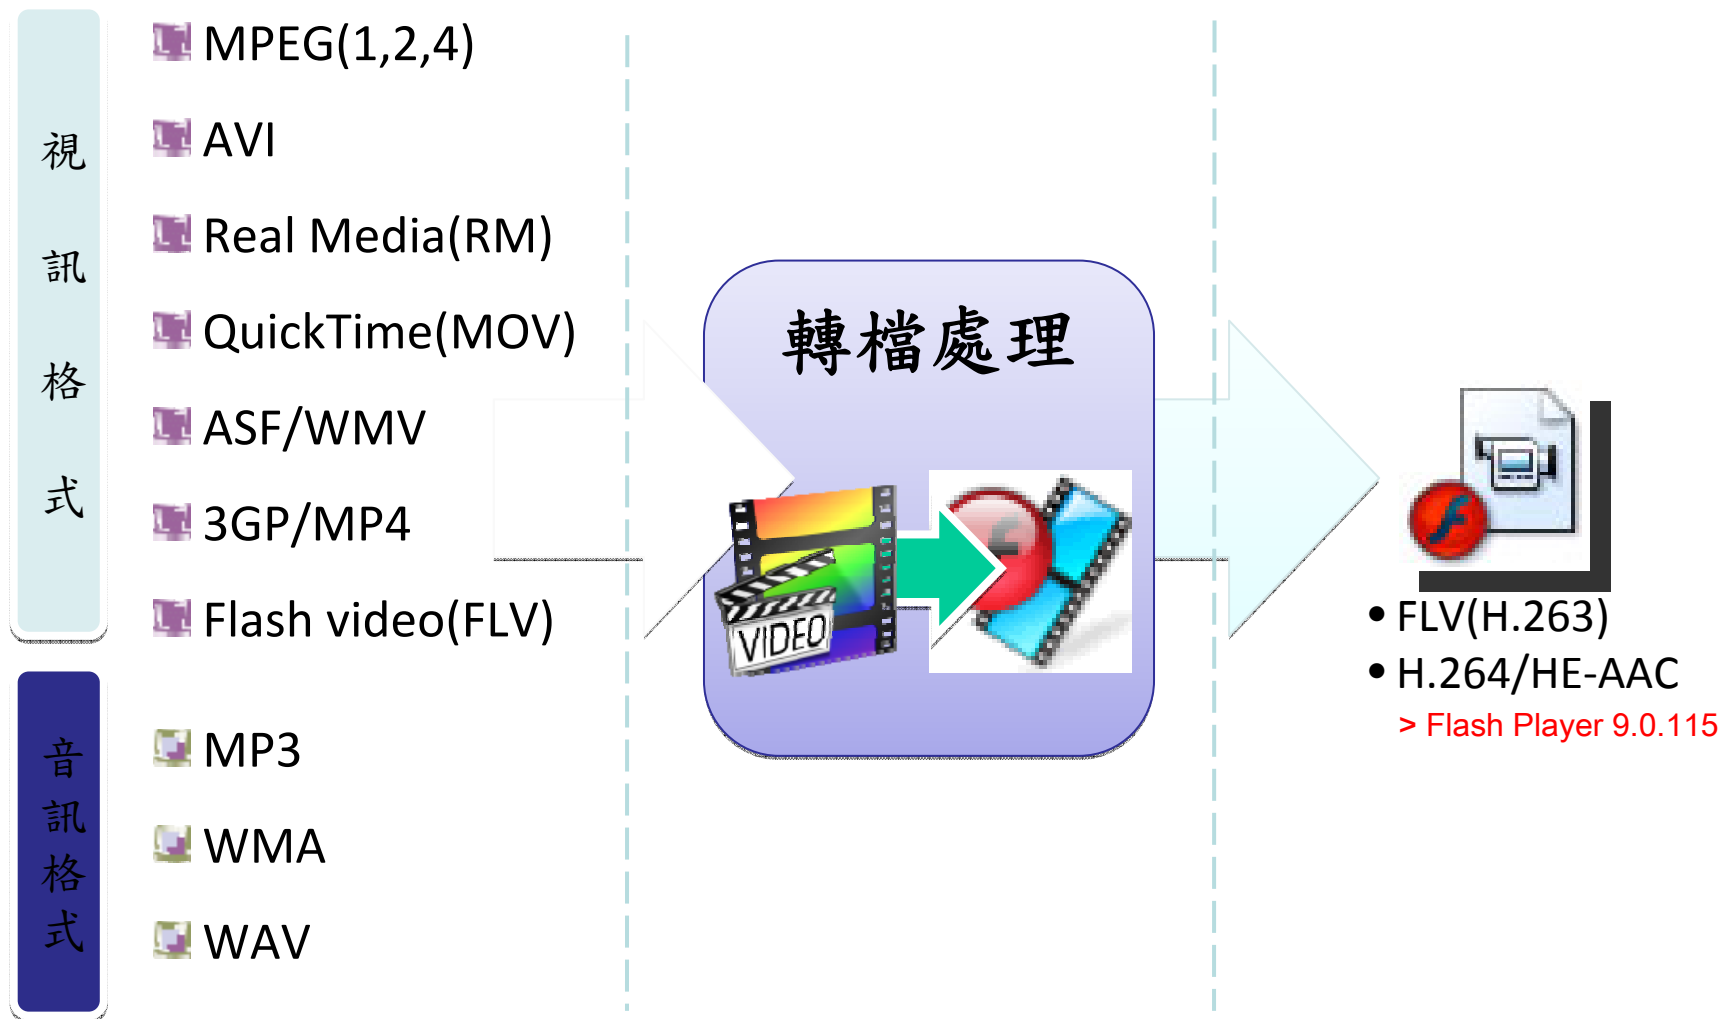 視訊格式
MPEG(1,2,4)
AVI
Real Media(RM)
QuickTime(MOV)
ASF/WMV
3GP/MP4
Flash video(FLV)
音訊格式
MP3
WMA
WAV
轉檔處理
VIDEO
• FLV(H.263)
• H.264/HE-AAC
> Flash Player 9.0.115